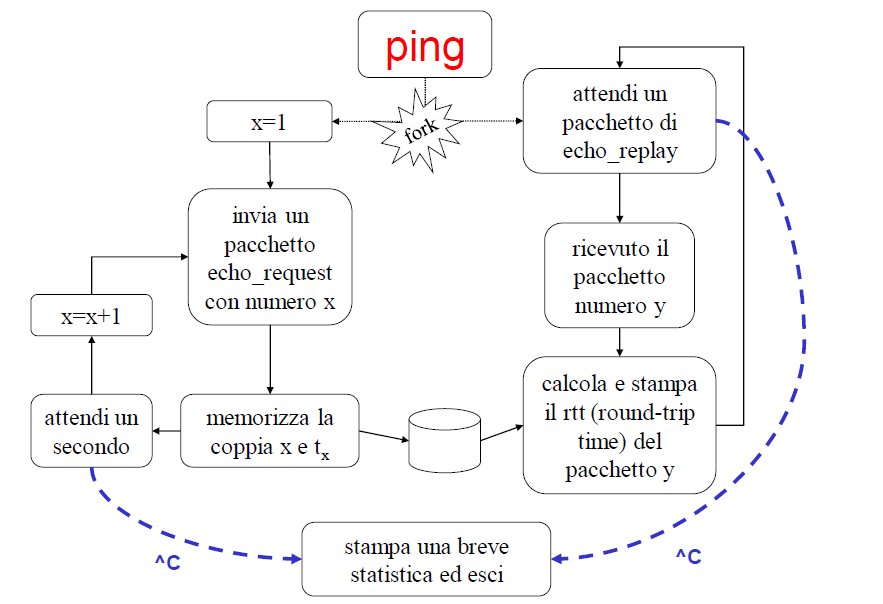 ping
fork
x=1
invia un
pacchetto
echo_request
con numero x
x=x+1
attendi un
secondo
memorizza la
coppia x e tx
attendi un
pacchetto di
echo_replay
ricevuto il
pacchetto
numero y
calcola e stampa
il rtt (round-trip
time) del
pacchetto y
^C
^C
stampa una breve
statistica ed esci